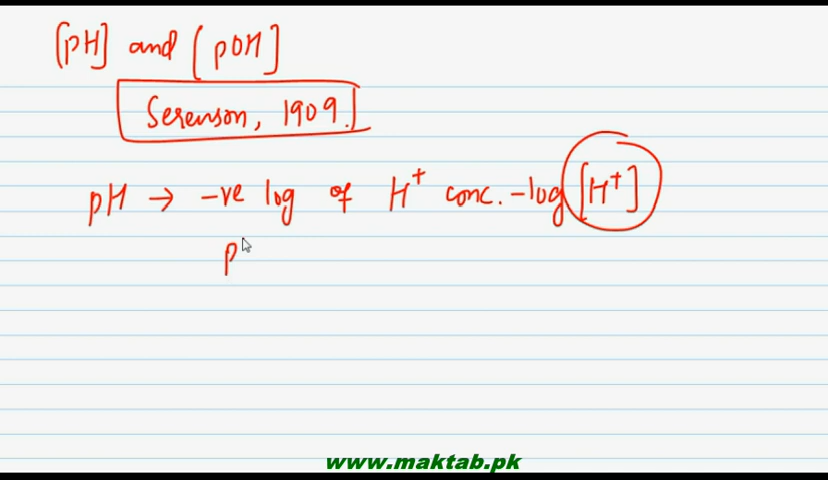 [pH] and [pOH]
Serenson, 1909.
pH → -ve log of H⁺ conc. -log [H⁺]
p
www.maktab.pk